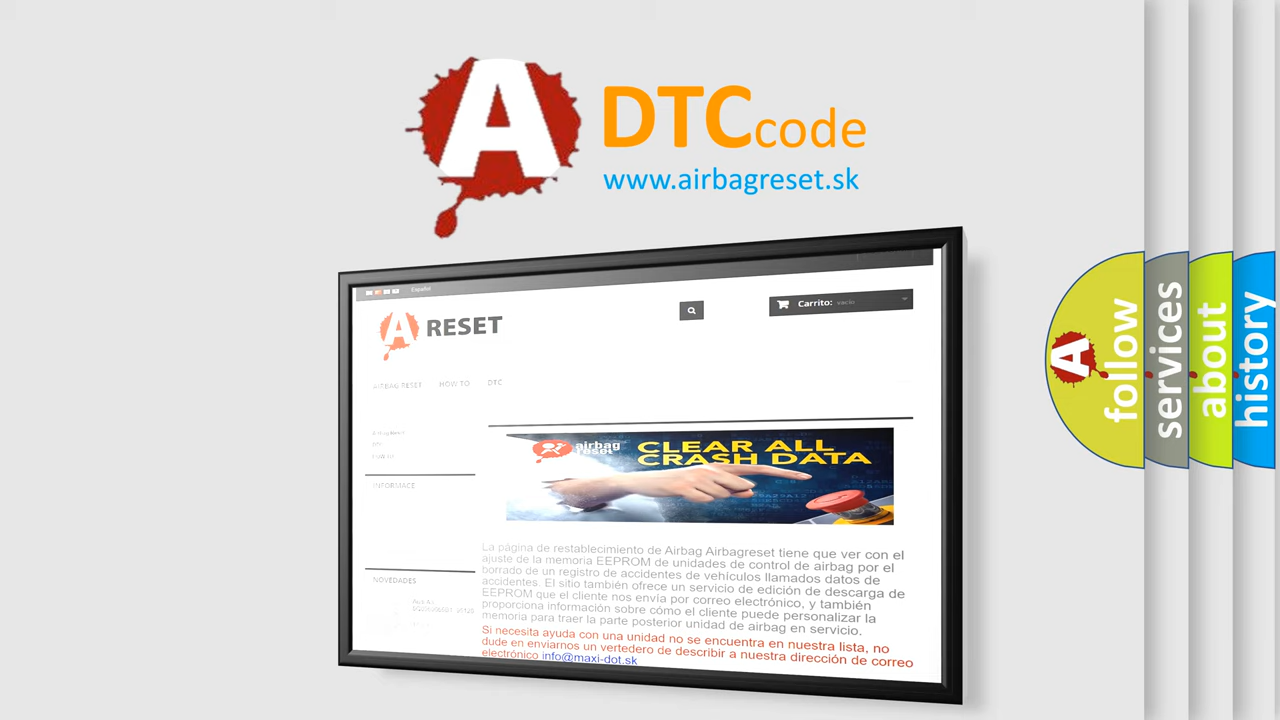 A DTCcode
www.airbagreset.sk
Español
A RESET
Carrito: vacío
AIRBAG RESET HOW TO DTC
INFORMACE
airbag
reset
CLEAR ALL
CRASH DATA
La página de restablecimiento de Airbag Airbagreset tiene que ver con el
ajuste de la memoria EEPROM de unidades de control de airbag por el
borrado de un registro de accidentes de vehículos llamados datos de
accidentes. El sitio también ofrece un servicio de edición de descarga de
EEPROM que el cliente nos envía por correo electrónico, y también
proporciona información sobre cómo el cliente puede personalizar la
memoria para traer la parte posterior unidad de airbag en servicio.
Si necesita ayuda con una unidad no se encuentra en nuestra lista, no
dude en enviarnos un vertedero de describir a nuestra dirección de correo
electrónico info@maxi-dot.sk
NOVEDADES
A follow
services
about
history